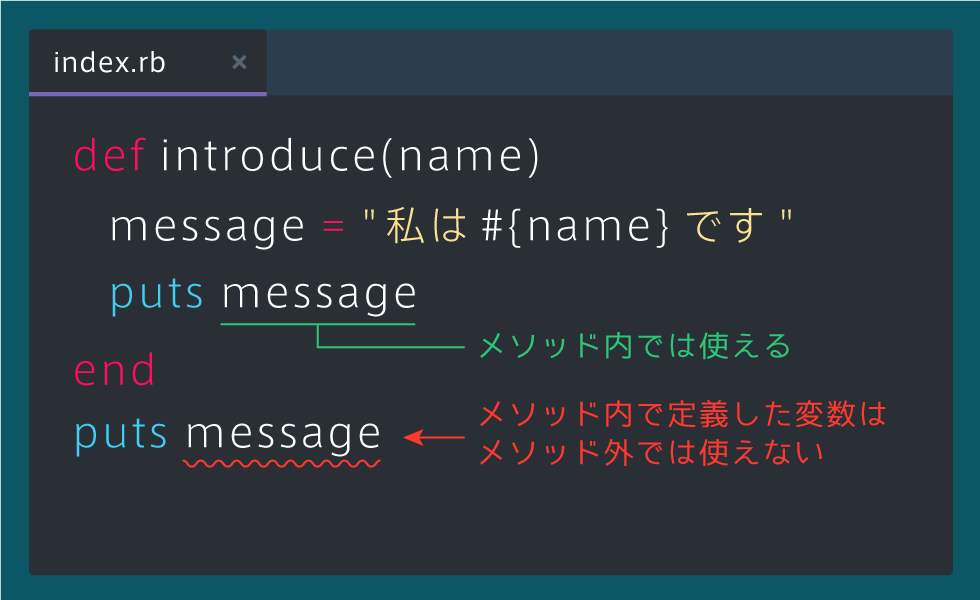 index.rb ×
def introduce(name)
message = "私は #{name} です"
puts message
メソッド内では使える
end
puts message
メソッド内で定義した変数は
メソッド外では使えない